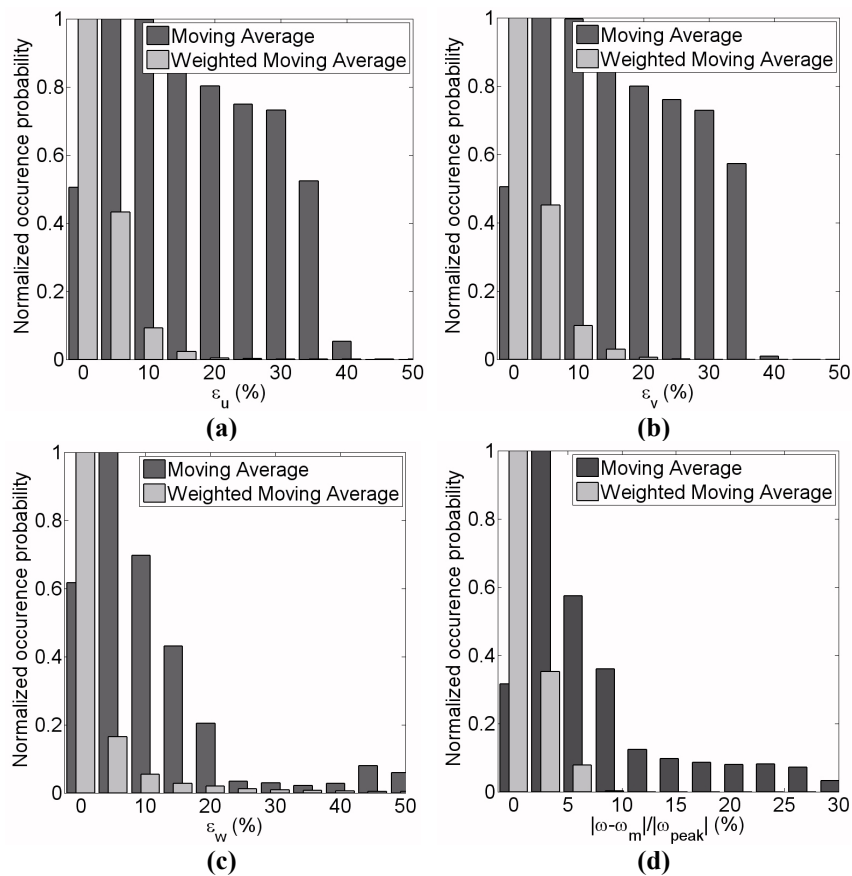 Normalized occurence probability
1
0.8
0.6
0.4
0.2
0
Moving Average
Weighted Moving Average
0 10 20 30 40 50
ε_u (%)
(a)
Normalized occurence probability
1
0.8
0.6
0.4
0.2
0
Moving Average
Weighted Moving Average
0 10 20 30 40 50
ε_v (%)
(b)
Normalized occurence probability
1
0.8
0.6
0.4
0.2
0
Moving Average
Weighted Moving Average
0 10 20 30 40 50
ε_w (%)
(c)
Normalized occurence probability
1
0.8
0.6
0.4
0.2
0
Moving Average
Weighted Moving Average
0 5 10 15 20 25 30
|ω-ω_m|/|ω_peak| (%)
(d)